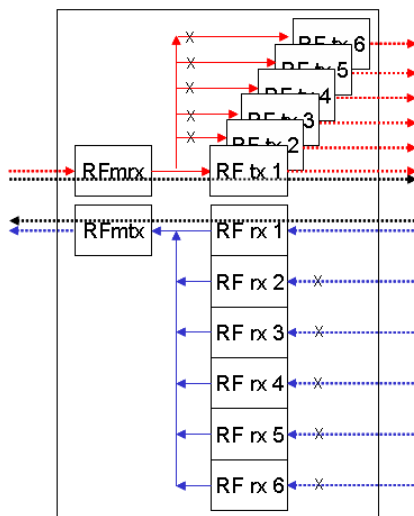 X RF tx 6
X RF tx 5
X RF tx 4
X RF tx 3
X RF tx 2
RFmrx RF tx 1
RFmtx RF rx 1
RF rx 2 X
RF rx 3 X
RF rx 4 X
RF rx 5 X
RF rx 6 X